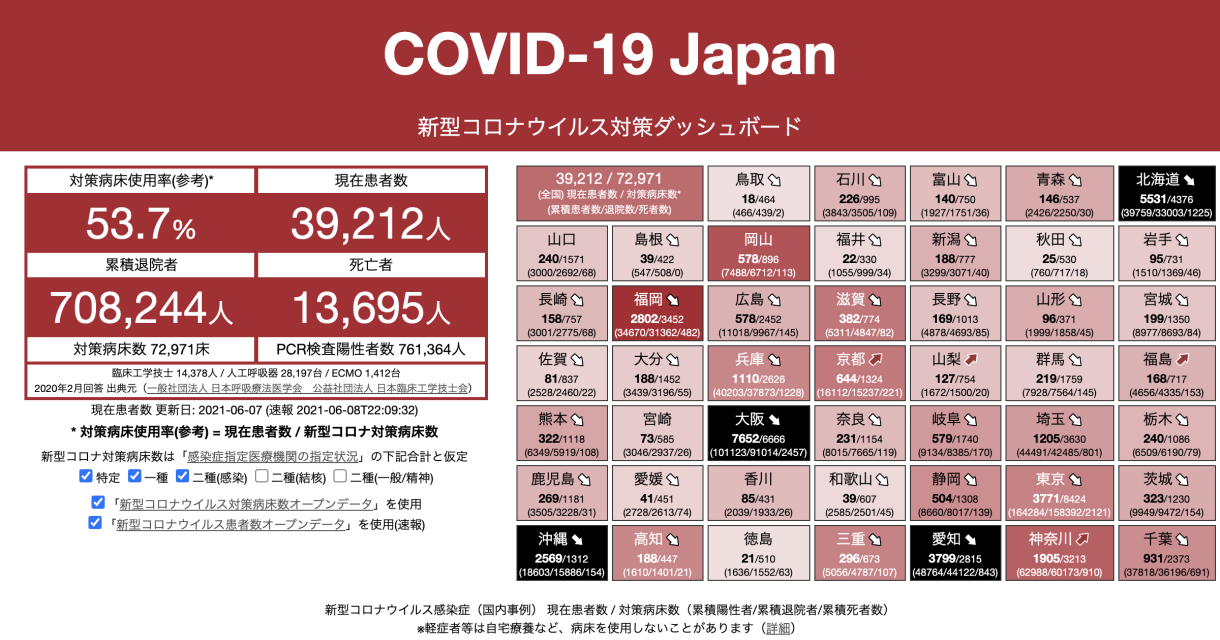 COVID-19 Japan
新型コロナウイルス対策ダッシュボード
対策病床使用率(参考)*
現在患者数
53.7%
39,212人
累積退院者
死亡者
708,244人
13,695人
対策病床数 72,971床
PCR検査陽性者数 761,364人
臨床工学技士 14,378人 / 人工呼吸器 28,197台 / ECMO 1,412台
2020年2月回答 出典元（一般社団法人 日本呼吸療法医学会　公益社団法人 日本臨床工学技士会）
現在患者数 更新日: 2021-06-07 (速報 2021-06-08T22:09:32)
* 対策病床使用率(参考) = 現在患者数 / 新型コロナ対策病床数
新型コロナ対策病床数は「感染症指定医療機関の指定状況」の下記合計と仮定
特定 一種 二種(感染) 二種(結核) 二種(一般/精神)
「新型コロナウイルス対策病床数オープンデータ」を使用
「新型コロナウイルス患者数オープンデータ」を使用(速報)
39,212 / 72,971
(全国) 現在患者数 / 対策病床数*
(累積患者数/退院数/死者数)
鳥取
18/464
(466/439/2)
石川
226/995
(3843/3505/109)
富山
140/750
(1927/1751/36)
青森
146/537
(2426/2250/30)
北海道
5531/4376
(39759/33003/1225)
山口
240/1571
(3000/2692/68)
島根
39/422
(547/508/0)
岡山
578/896
(7488/6712/113)
福井
22/330
(1055/999/34)
新潟
188/777
(3299/3071/40)
秋田
25/530
(760/717/18)
岩手
95/731
(1510/1369/46)
長崎
158/757
(3001/2775/68)
福岡
2802/3452
(34670/31362/482)
広島
578/2452
(11018/9967/145)
滋賀
382/774
(5311/4847/82)
長野
169/1013
(4878/4693/85)
山形
96/371
(1999/1858/45)
宮城
199/1350
(8977/8693/84)
佐賀
81/837
(2528/2460/22)
大分
188/1452
(3439/3196/55)
兵庫
1110/2626
(40203/37873/1228)
京都
644/1324
(16112/15237/221)
山梨
127/754
(1672/1500/20)
群馬
219/1759
(7928/7564/145)
福島
168/717
(4656/4335/153)
熊本
322/1118
(6349/5919/108)
宮崎
73/585
(3046/2937/26)
大阪
7652/6666
(101123/91014/2457)
奈良
231/1154
(8015/7665/119)
岐阜
579/1740
(9134/8385/170)
埼玉
1205/3630
(44491/42485/801)
栃木
240/1086
(6509/6190/79)
鹿児島
269/1181
(3505/3228/31)
愛媛
41/451
(2728/2613/74)
香川
85/431
(2039/1933/26)
和歌山
39/607
(2585/2501/45)
静岡
504/1308
(8660/8017/139)
東京
3771/8424
(164284/158392/2121)
茨城
323/1230
(9949/9472/154)
沖縄
2569/1312
(18603/15886/154)
高知
188/447
(1610/1401/21)
徳島
21/510
(1636/1552/63)
三重
296/673
(5056/4787/107)
愛知
3799/2815
(48764/44122/843)
神奈川
1905/3213
(62988/60173/910)
千葉
931/2373
(37818/36196/691)
新型コロナウイルス感染症（国内事例） 現在患者数 / 対策病床数（累積陽性者/累積退院者/累積死者数）
※軽症者等は自宅療養など、病床を使用しないことがあります（詳細）